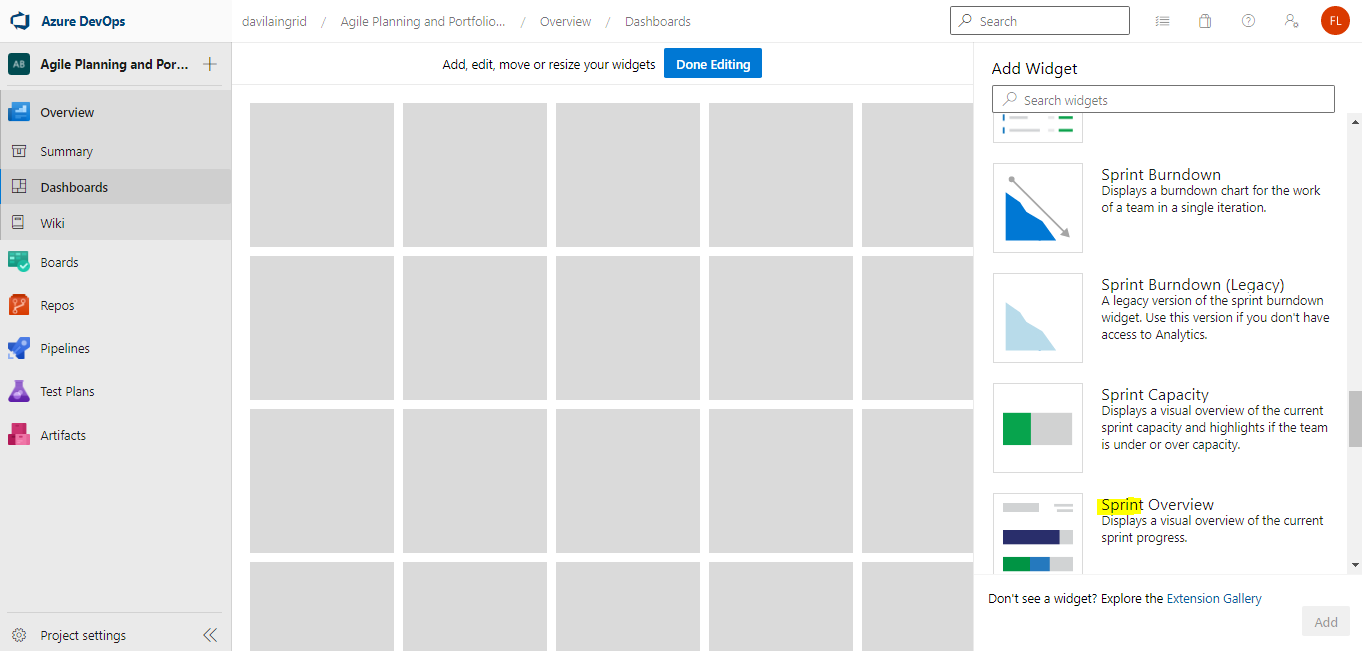 Azure DevOps
davilaingrid / Agile Planning and Portfolio... / Overview / Dashboards
Search
FL
AB Agile Planning and Por...
Add, edit, move or resize your widgets Done Editing
Overview
Summary
Dashboards
Wiki
Boards
Repos
Pipelines
Test Plans
Artifacts
Project settings
Add Widget
Search widgets
Sprint Burndown
Displays a burndown chart for the work
of a team in a single iteration.
Sprint Burndown (Legacy)
A legacy version of the sprint burndown
widget. Use this version if you don't have
access to Analytics.
Sprint Capacity
Displays a visual overview of the current
sprint capacity and highlights if the team
is under or over capacity.
Sprint Overview
Displays a visual overview of the current
sprint progress.
Don't see a widget? Explore the Extension Gallery
Add